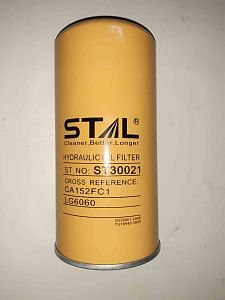 STAL®
Cleaner,Better,Longer
HYDRAULIC OIL FILTER
ST NO. ST30021
CROSS REFERENCE:
CA152FC1
LG6060